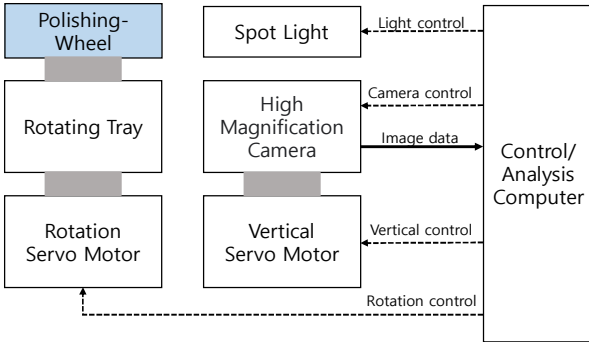 Polishing-
Wheel
Spot Light
Light control
Rotating Tray
High
Magnification
Camera
Camera control
Image data
Control/
Analysis
Computer
Rotation
Servo Motor
Vertical
Servo Motor
Vertical control
Rotation control